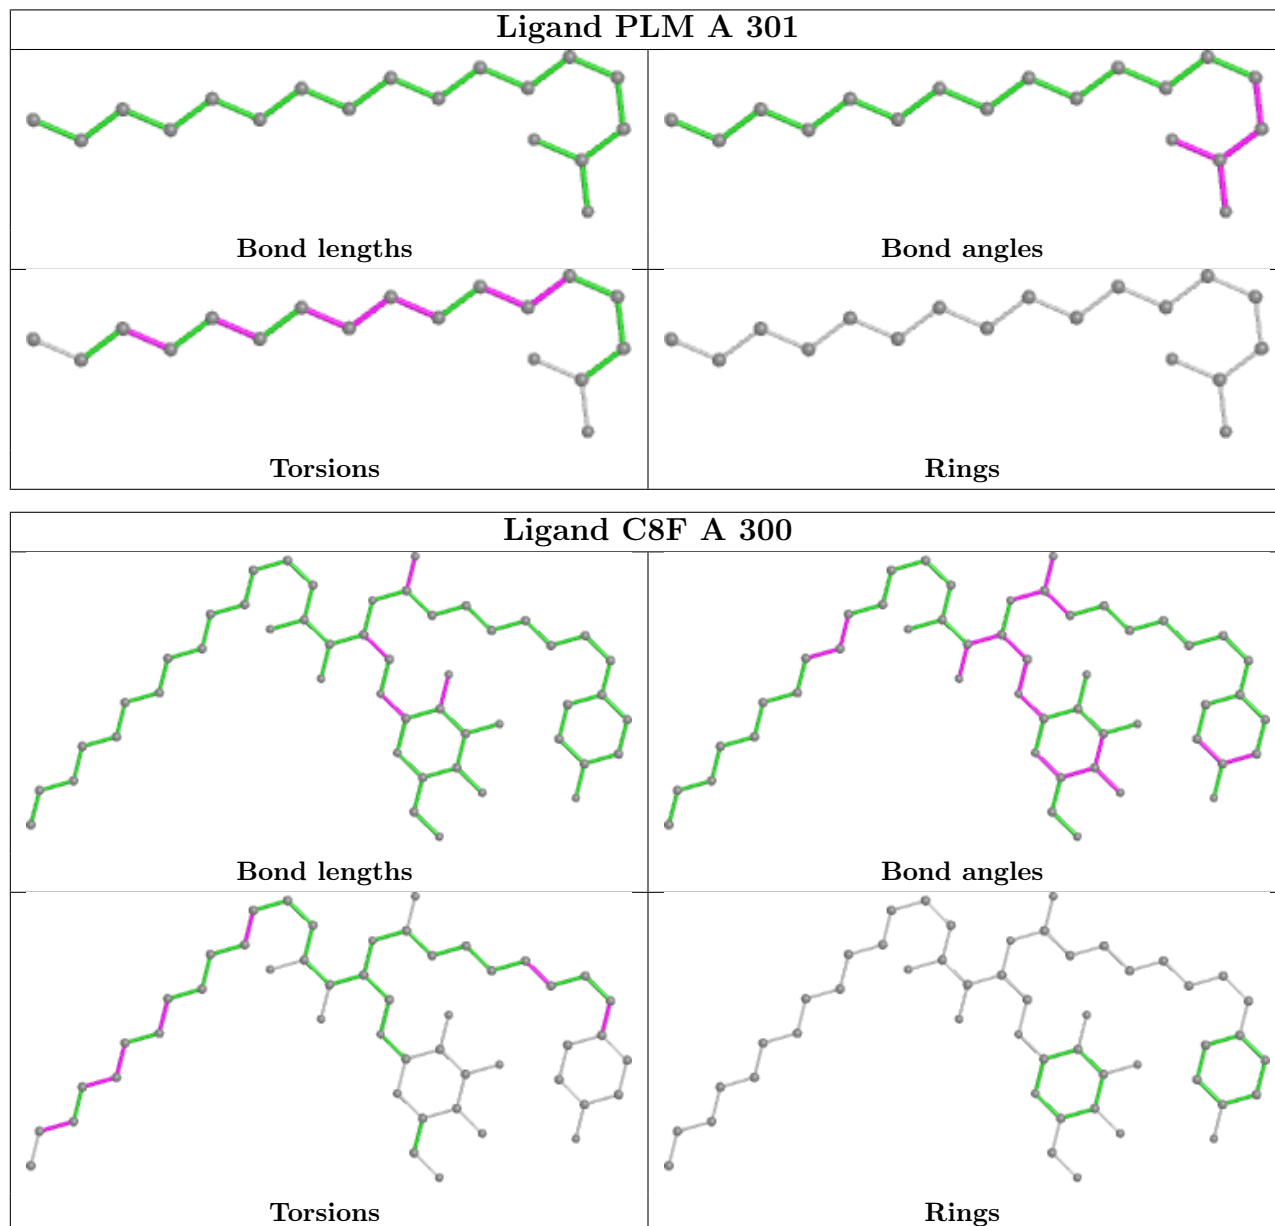 Ligand PLM A 301
Bond lengths
Bond angles
Torsions
Rings
Ligand C8F A 300
Bond lengths
Bond angles
Torsions
Rings